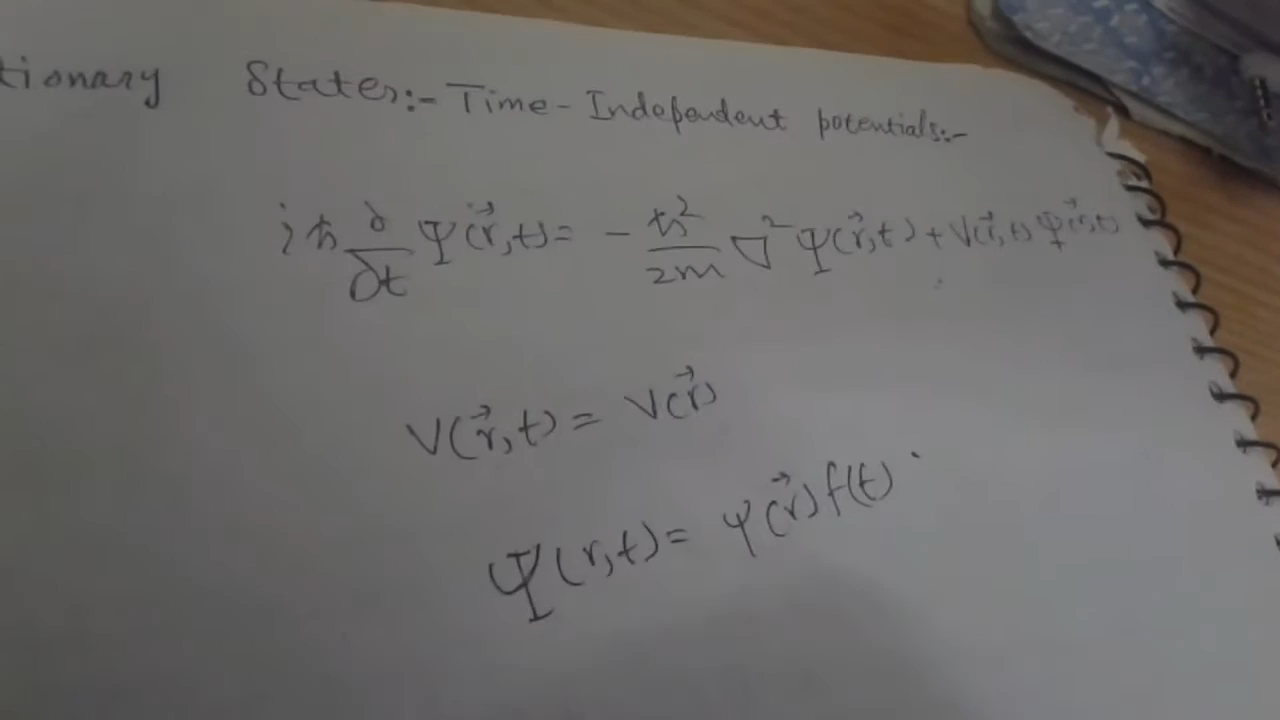 tionary States:- Time-Independent potentials:-
iħ ∂/∂t Ψ(r⃗,t) = - ħ²/2m ∇² Ψ(r⃗,t) + V(r⃗,t) Ψ(r⃗,t)
V(r⃗,t) = V(r⃗)
Ψ(r,t) = ψ(r⃗) f(t)